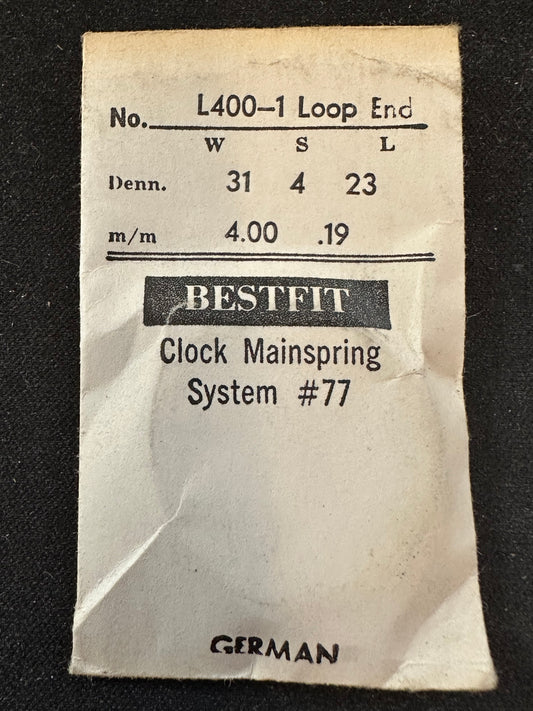 No. L400-1 Loop End
W S L
Denn. 31 4 23
m/m 4.00 .19
BESTFIT
Clock Mainspring
System #77
GERMAN